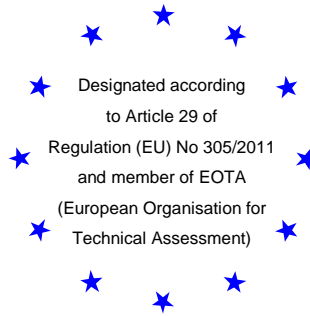 Designated according
to Article 29 of
Regulation (EU) No 305/2011
and member of EOTA
(European Organisation for
Technical Assessment)